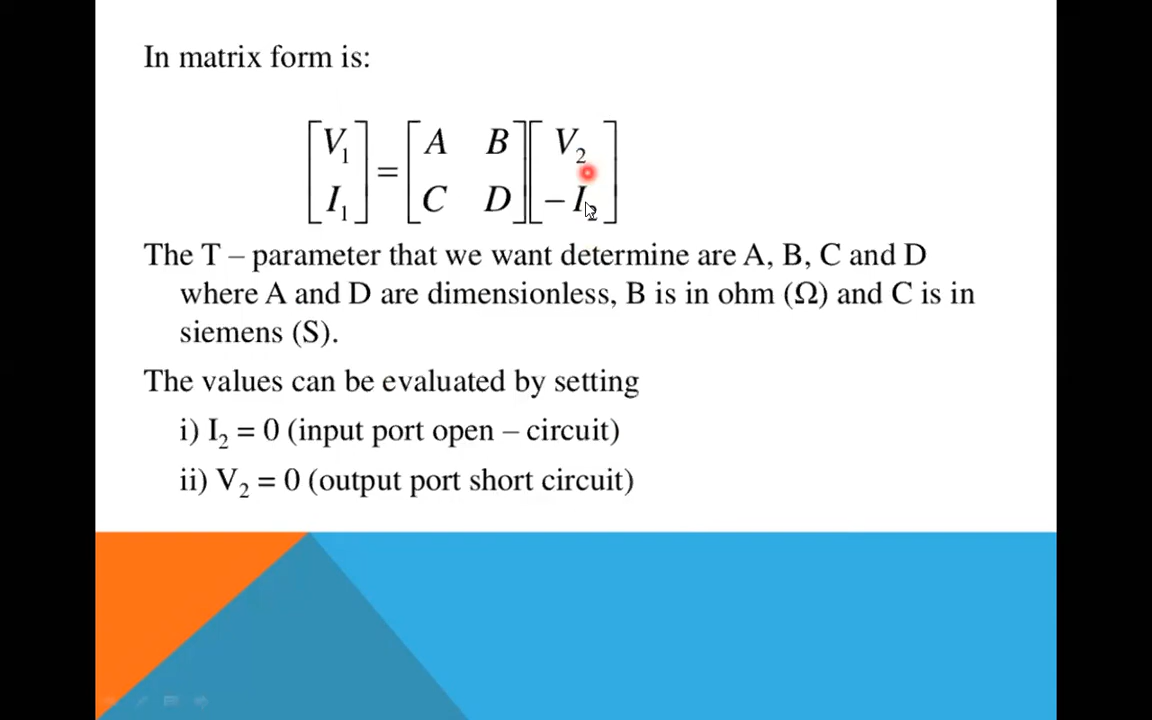 In matrix form is:
[V₁ I₁] = [A B C D] [V₂ − I₂]
The T – parameter that we want determine are A, B, C and D
where A and D are dimensionless, B is in ohm (Ω) and C is in
siemens (S).
The values can be evaluated by setting
i) I₂ = 0 (input port open – circuit)
ii) V₂ = 0 (output port short circuit)